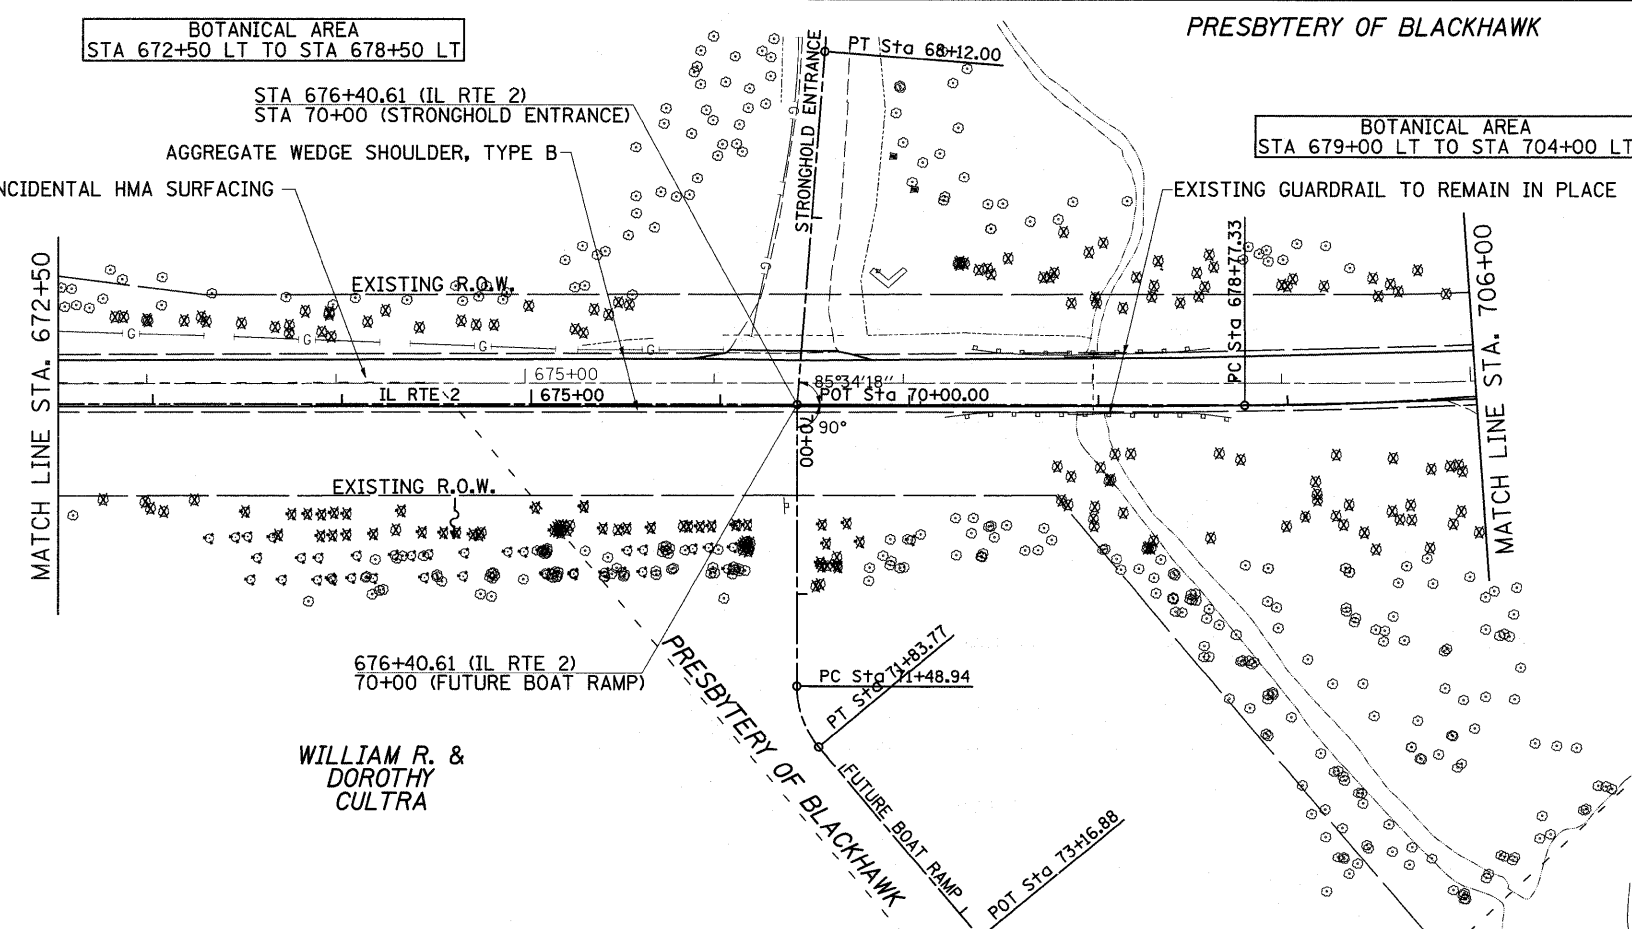 BOTANICAL AREA
STA 672+50 LT TO STA 678+50 LT
PRESBYTERY OF BLACKHAWK
PT Sta 68+12.00
STRONGHOLD ENTRANCE
STA 676+40.61 (IL RTE 2)
STA 70+00 (STRONGHOLD ENTRANCE)
BOTANICAL AREA
STA 679+00 LT TO STA 704+00 LT
AGGREGATE WEDGE SHOULDER, TYPE B
NCIDENTAL HMA SURFACING
EXISTING GUARDRAIL TO REMAIN IN PLACE
MATCH LINE STA. 672+50
EXISTING R.O.W.
PC Sta 678+77.33
MATCH LINE STA. 706+00
G
G
G
G
G
G
675+00
85°34'18"
IL RTE 2
675+00
POT Sta 70+00.00
90°
70+00
EXISTING R.O.W.
P
676+40.61 (IL RTE 2)
70+00 (FUTURE BOAT RAMP)
PC Sta 71+48.94
PT Sta 71+83.77
PRESBYTERY OF BLACKHAWK
WILLIAM R. &
DOROTHY
CULTRA
FUTURE BOAT RAMP
POT Sta 73+16.88